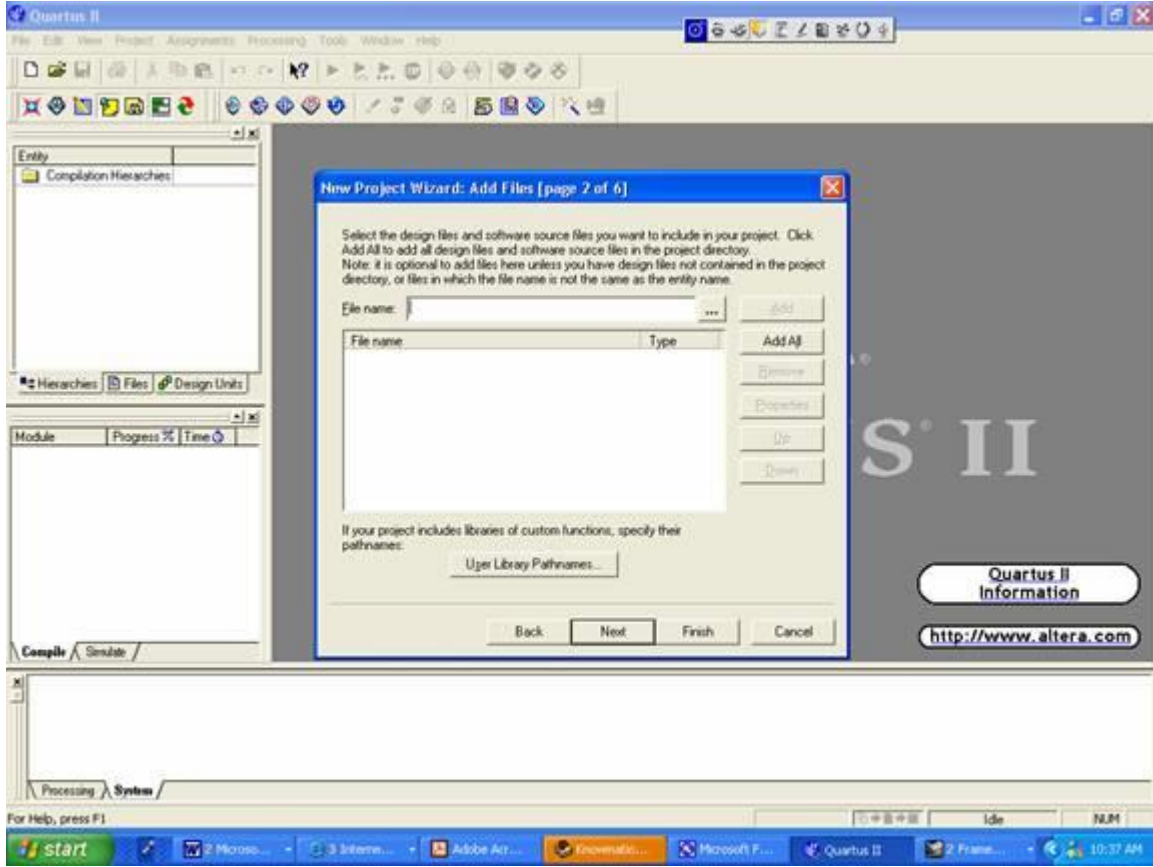 Quartus II
File Edit View Project Assignments Processing Tools Window Help
Entity
Compilation Hierarchies
Hierarchies Files Design Units
Module Progress % Time
Compile Simulate
New Project Wizard: Add Files [page 2 of 6]
Select the design files and software source files you want to include in your project. Click
Add All to add all design files and software source files in the project directory.
Note: it is optional to add files here unless you have design files not contained in the project
directory, or files in which the file name is not the same as the entity name.
File name: ... Add
File name Type Add All
Remove
Properties
Up
Down
If your project includes libraries of custom functions, specify their
pathnames:
User Library Pathnames...
Back Next Finish Cancel
S II
Quartus II
Information
http://www.altera.com
Processing System
For Help, press F1 Idle NUM
start 2 Microso... 3 Interne... Adobe Acr... Knowmatic... Microsoft F... Quartus II 2 Frame... 10:37 AM